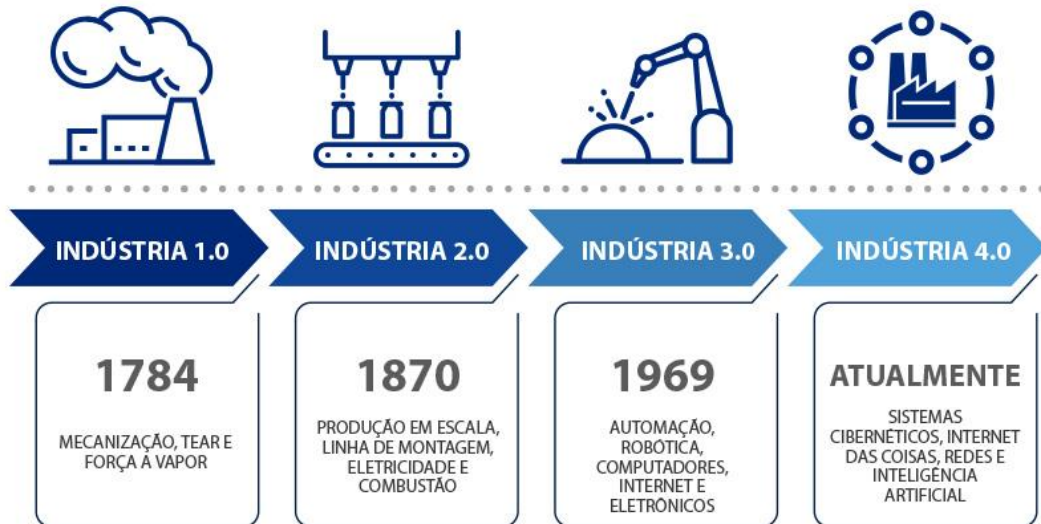 INDÚSTRIA 1.0
INDÚSTRIA 2.0
INDÚSTRIA 3.0
INDÚSTRIA 4.0
1784
MECANIZAÇÃO, TEAR E
FORÇA A VAPOR
1870
PRODUÇÃO EM ESCALA,
LINHA DE MONTAGEM,
ELETRICIDADE E
COMBUSTÃO
1969
AUTOMAÇÃO,
ROBÓTICA,
COMPUTADORES,
INTERNET E
ELETRÔNICOS
ATUALMENTE
SISTEMAS
CIBERNÉTICOS, INTERNET
DAS COISAS, REDES E
INTELIGÊNCIA
ARTIFICIAL